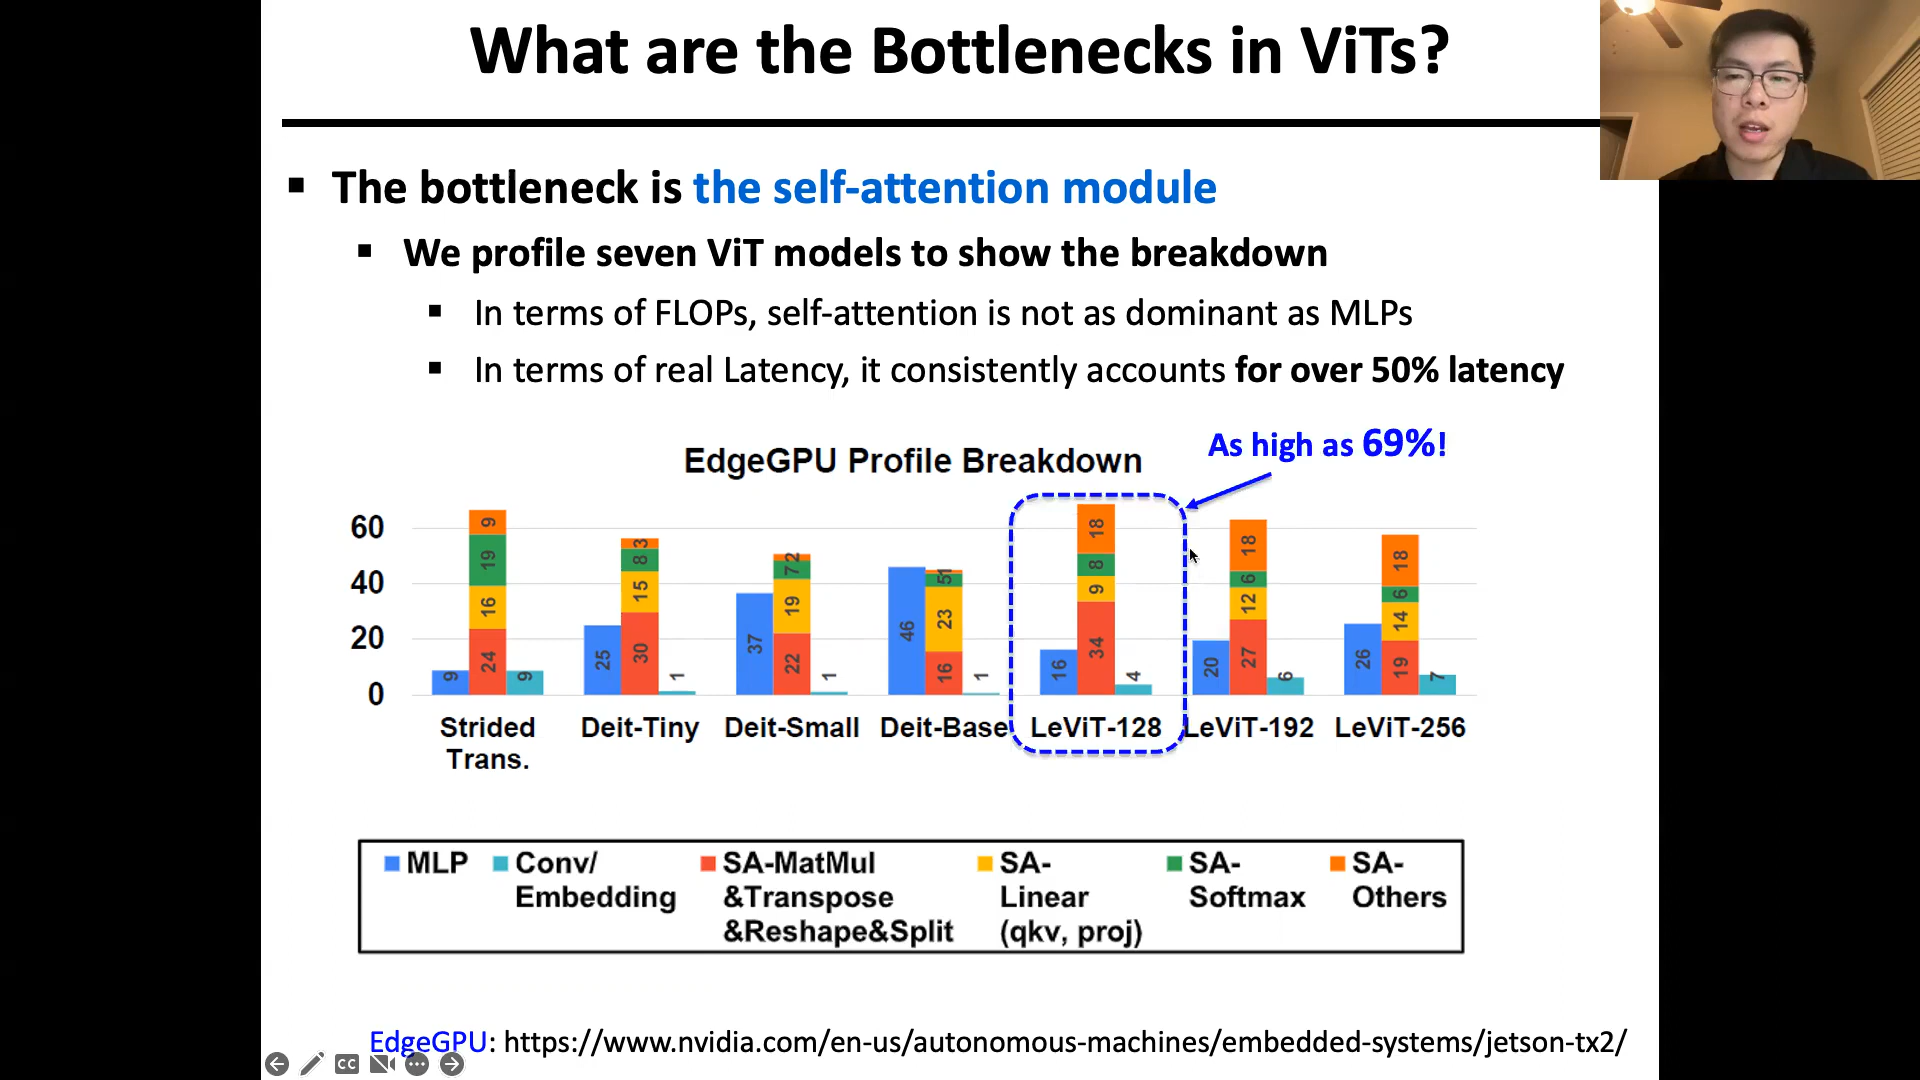 What are the Bottlenecks in ViTs?
▪ The bottleneck is the self-attention module
▪ We profile seven ViT models to show the breakdown
▪ In terms of FLOPs, self-attention is not as dominant as MLPs
▪ In terms of real Latency, it consistently accounts for over 50% latency
As high as 69%!
EdgeGPU Profile Breakdown
60
40
20
0
9 24 16 19 9 9
25 30 15 8 3 1
37 22 19 7 2 1
46 16 23 5 1 1
16 34 9 8 18 4
20 27 12 6 18 6
26 19 14 6 18 7
Strided
Trans.
Deit-Tiny
Deit-Small
Deit-Base
LeViT-128
LeViT-192
LeViT-256
MLP
Conv/
Embedding
SA-MatMul
&Transpose
&Reshape&Split
SA-
Linear
(qkv, proj)
SA-
Softmax
SA-
Others
EdgeGPU: https://www.nvidia.com/en-us/autonomous-machines/embedded-systems/jetson-tx2/
CC